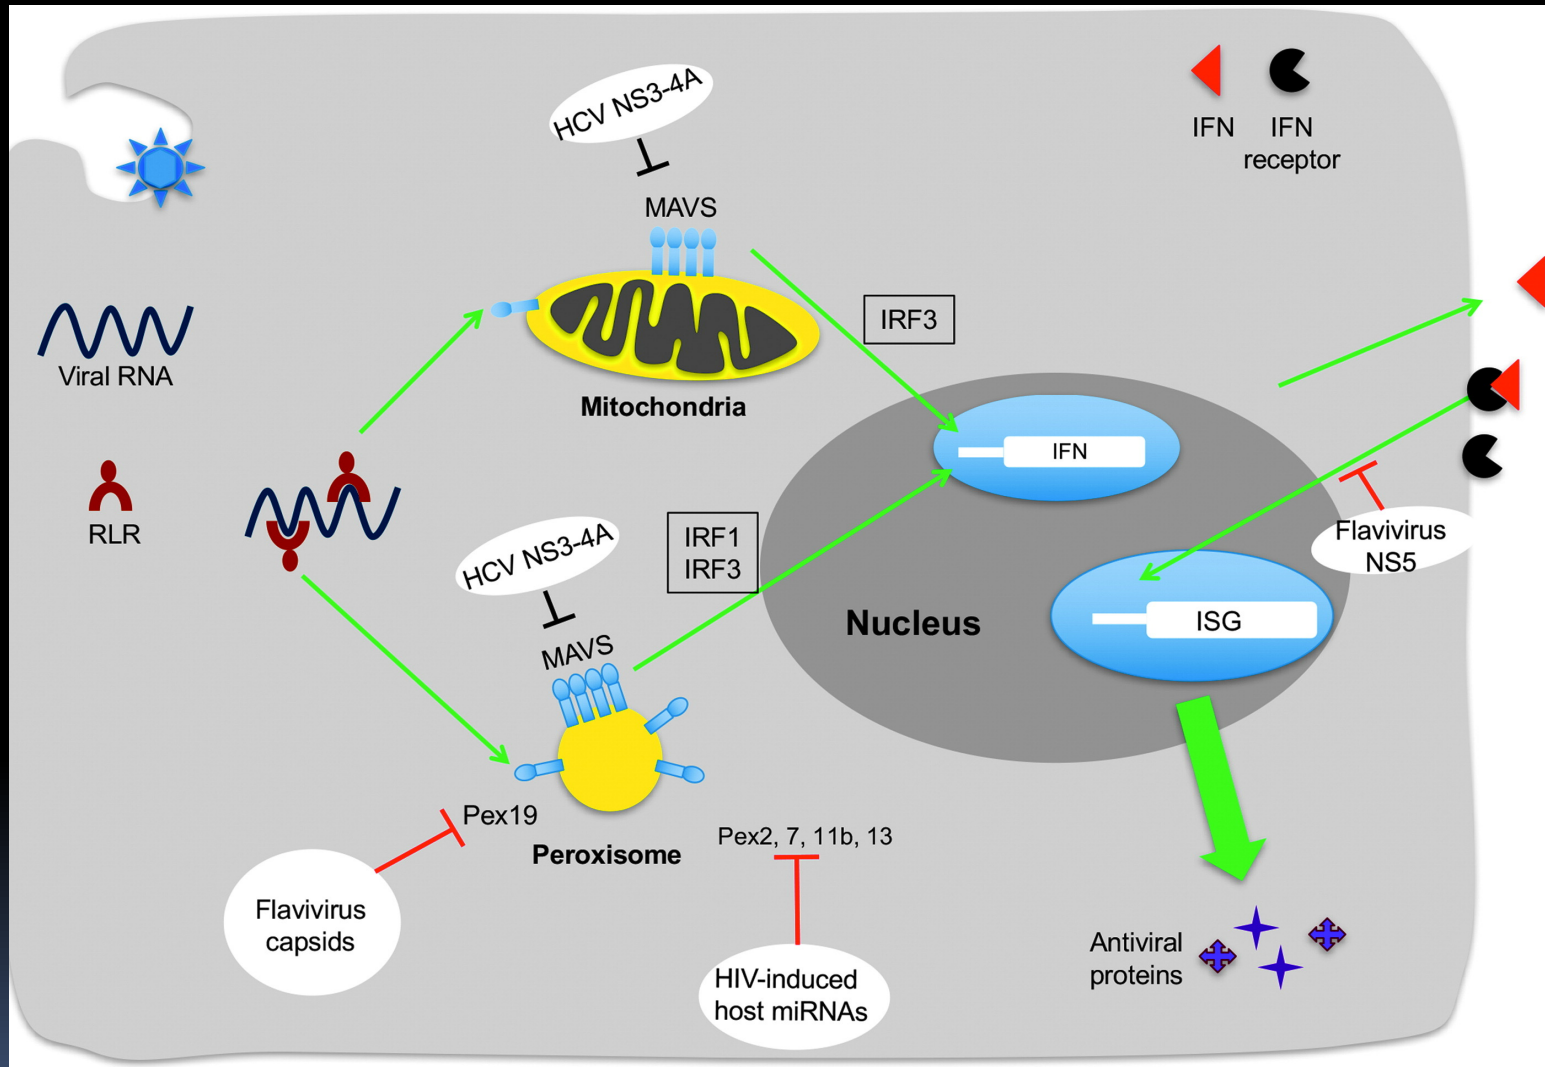 HCV NS3-4A
IFN
IFN
receptor
MAVS
IRF3
Viral RNA
Mitochondria
IFN
RLR
HCV NS3-4A
IRF1
IRF3
Flavivirus
NS5
Nucleus
ISG
MAVS
Pex19
Peroxisome
Pex2, 7, 11b, 13
Flavivirus
capsids
Antiviral
proteins
HIV-induced
host miRNAs